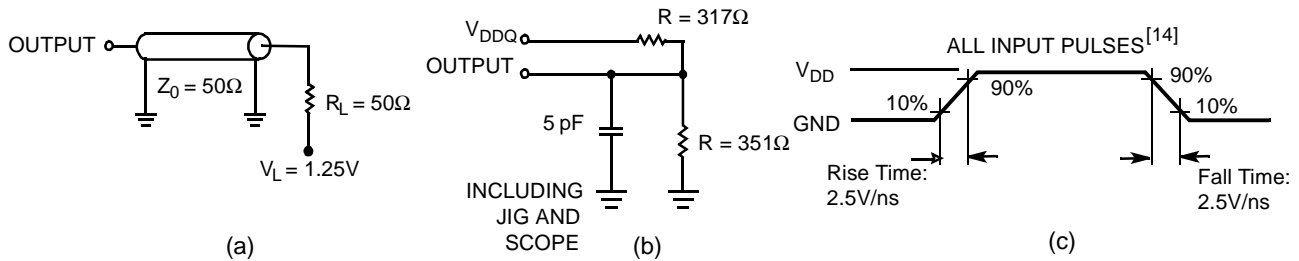 OUTPUT
Z0 = 50Ω
RL = 50Ω
VL = 1.25V
(a)
R = 317Ω
VDDQ
OUTPUT
5 pF
R = 351Ω
INCLUDING
JIG AND
SCOPE
(b)
ALL INPUT PULSES[14]
VDD
GND
10%
90%
90%
10%
Rise Time:
2.5V/ns
Fall Time:
2.5V/ns
(c)